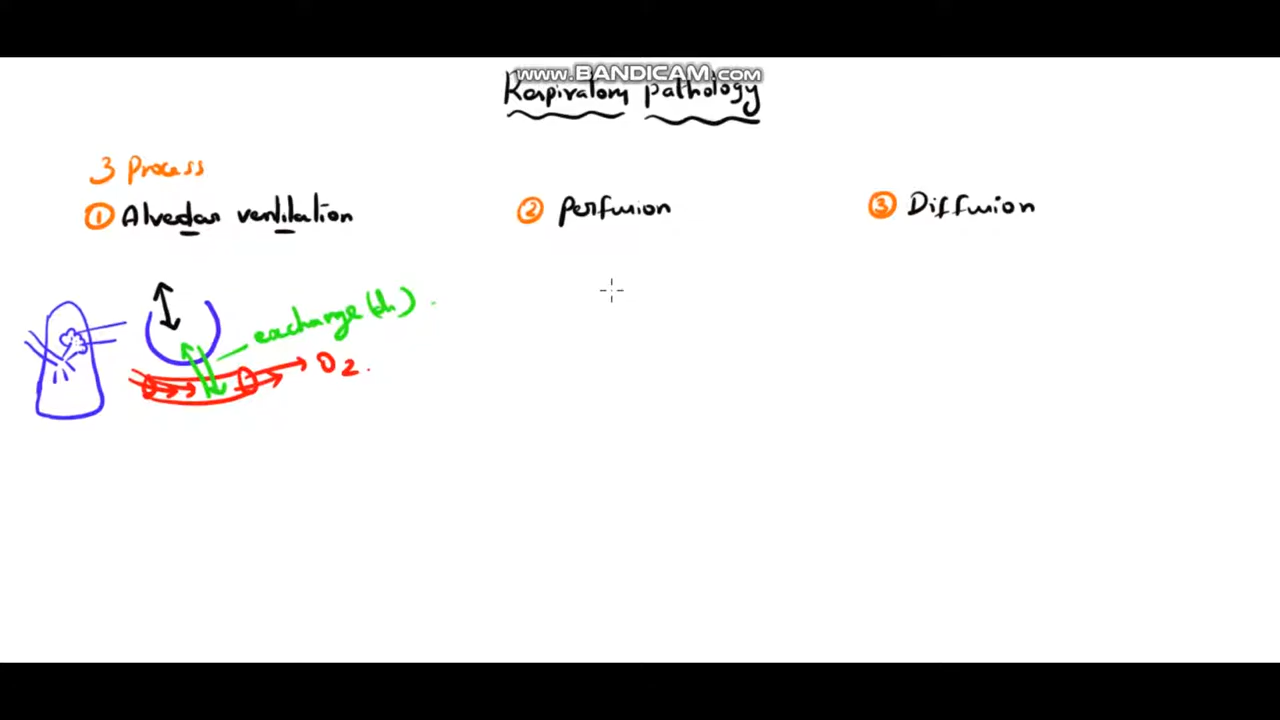 www.BANDICAM.com
Respiratory pathology
3 Process
① Alveolar ventilation
② Perfusion
③ Diffusion
exchange
O2.